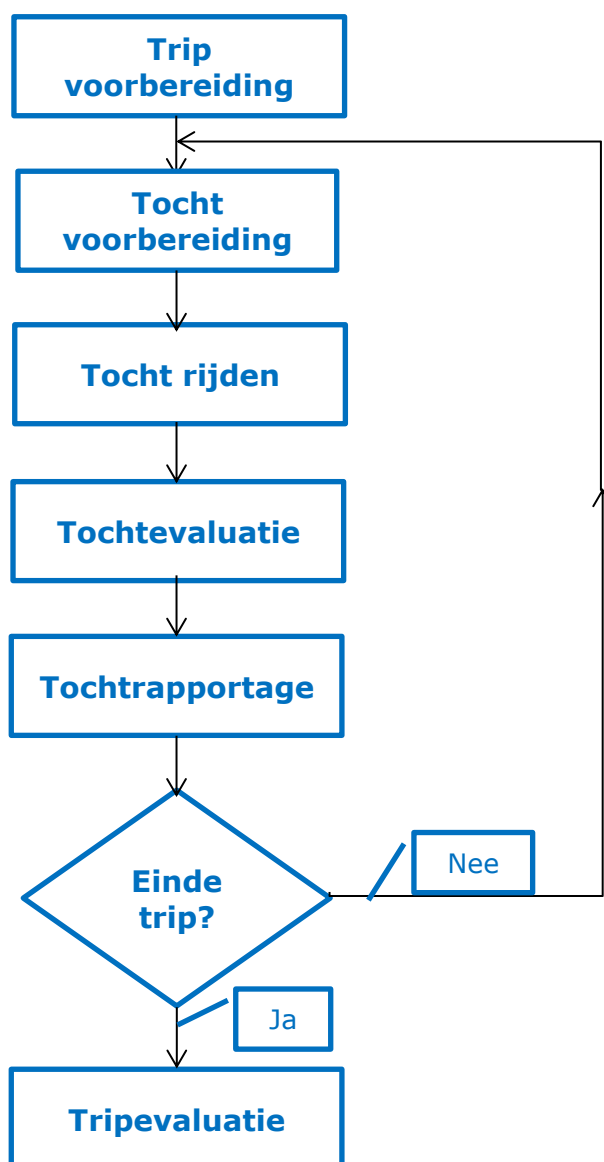 Trip
voorbereiding
Tocht
voorbereiding
Tocht rijden
Tochtevaluatie
Tochtrapportage
Einde
trip?
Nee
Ja
Tripevaluatie